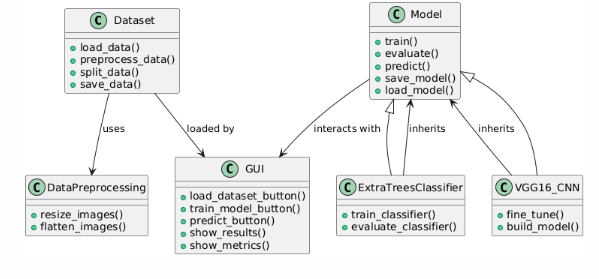 C Dataset
load_data()
preprocess_data()
split_data()
save_data()
C Model
train()
evaluate()
predict()
save_model()
load_model()
uses
loaded by
interacts with
inherits
inherits
C DataPreprocessing
resize_images()
flatten_images()
C GUI
load_dataset_button()
train_model_button()
predict_button()
show_results()
show_metrics()
C ExtraTreesClassifier
train_classifier()
evaluate_classifier()
C VGG16_CNN
fine_tune()
build_model()